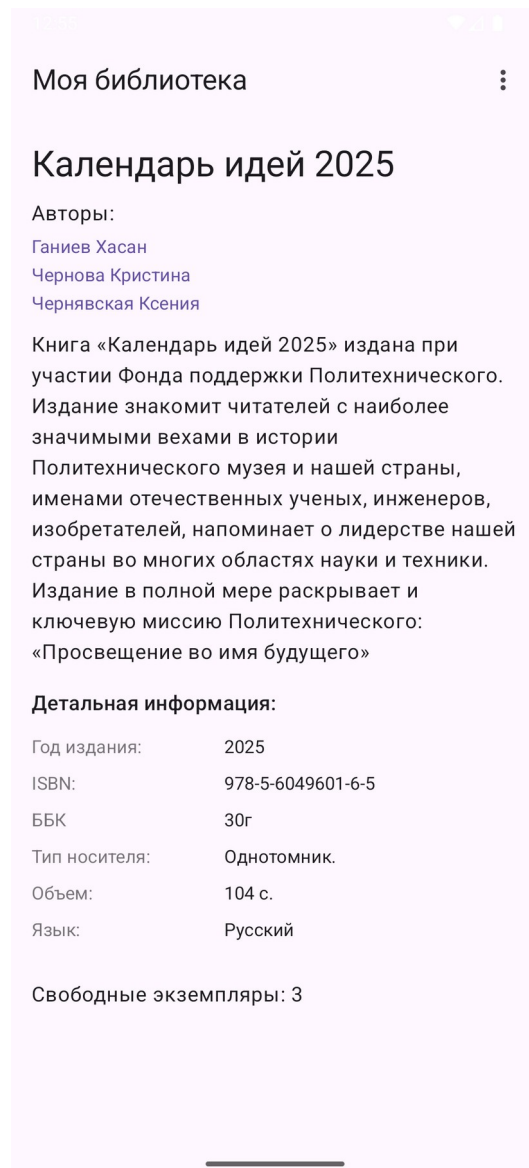 Моя библиотека
Календарь идей 2025
Авторы:
Ганиев Хасан
Чернова Кристина
Чернявская Ксения
Книга «Календарь идей 2025» издана при
участии Фонда поддержки Политехнического.
Издание знакомит читателей с наиболее
значимыми вехами в истории
Политехнического музея и нашей страны,
именами отечественных ученых, инженеров,
изобретателей, напоминает о лидерстве нашей
страны во многих областях науки и техники.
Издание в полной мере раскрывает и
ключевую миссию Политехнического:
«Просвещение во имя будущего»
Детальная информация:
Год издания: 2025
ISBN: 978-5-6049601-6-5
ББК 30г
Тип носителя: Однотомник.
Объем: 104 с.
Язык: Русский
Свободные экземпляры: 3